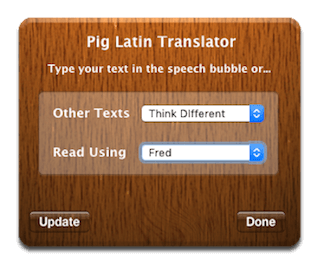 Pig Latin Translator
Type your text in the speech bubble or...
Other Texts Think DIfferent
Read Using Fred
Update Done